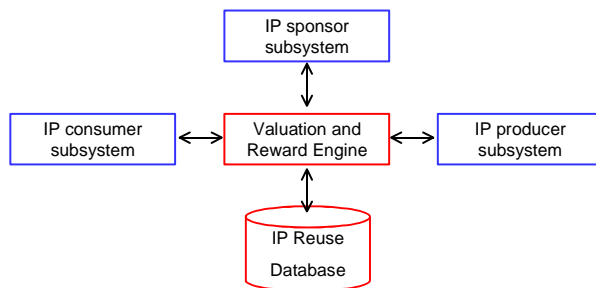 IP sponsor
subsystem
IP consumer
subsystem
Valuation and
Reward Engine
IP producer
subsystem
IP Reuse
Database